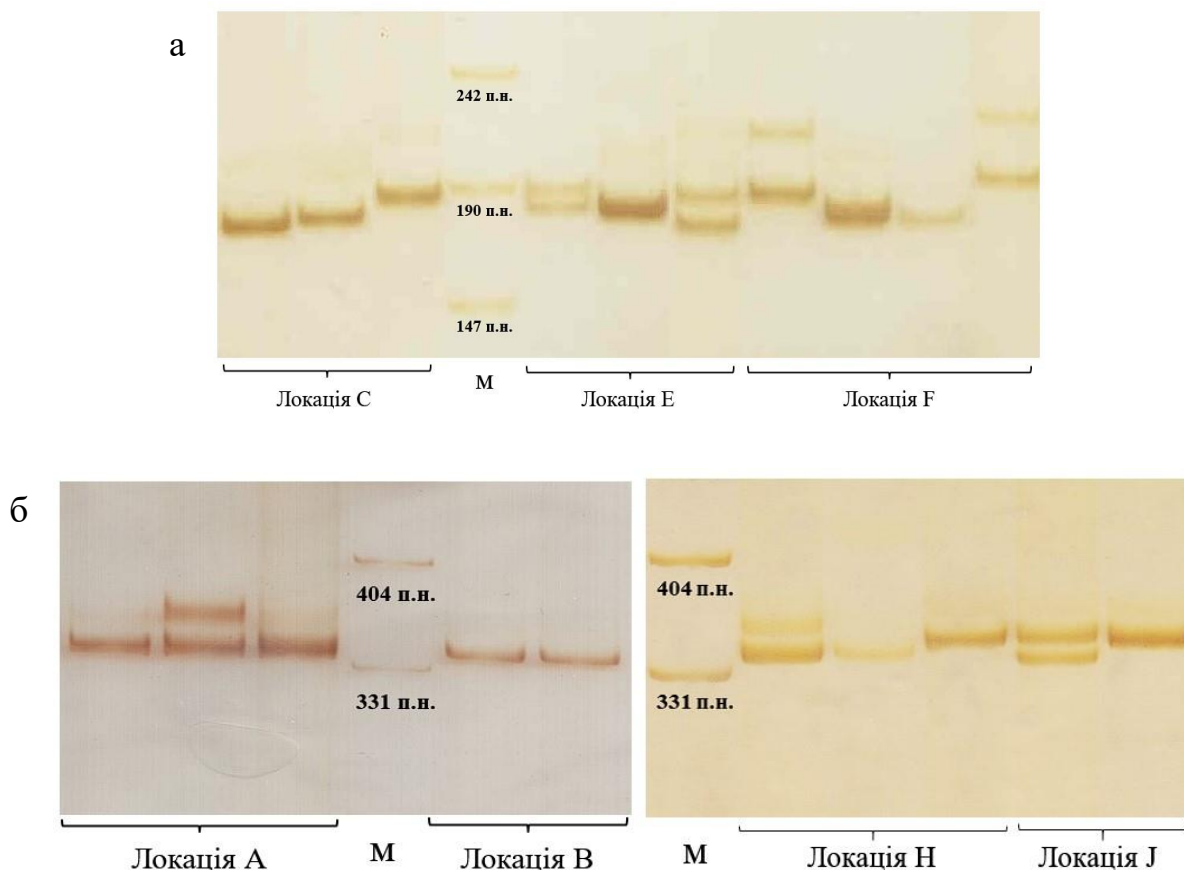 а
242 п.н.
190 п.н.
147 п.н.
Локація С
М
Локація Е
Локація F
б
404 п.н.
331 п.н.
404 п.н.
331 п.н.
Локація А
М
Локація В
М
Локація Н
Локація J